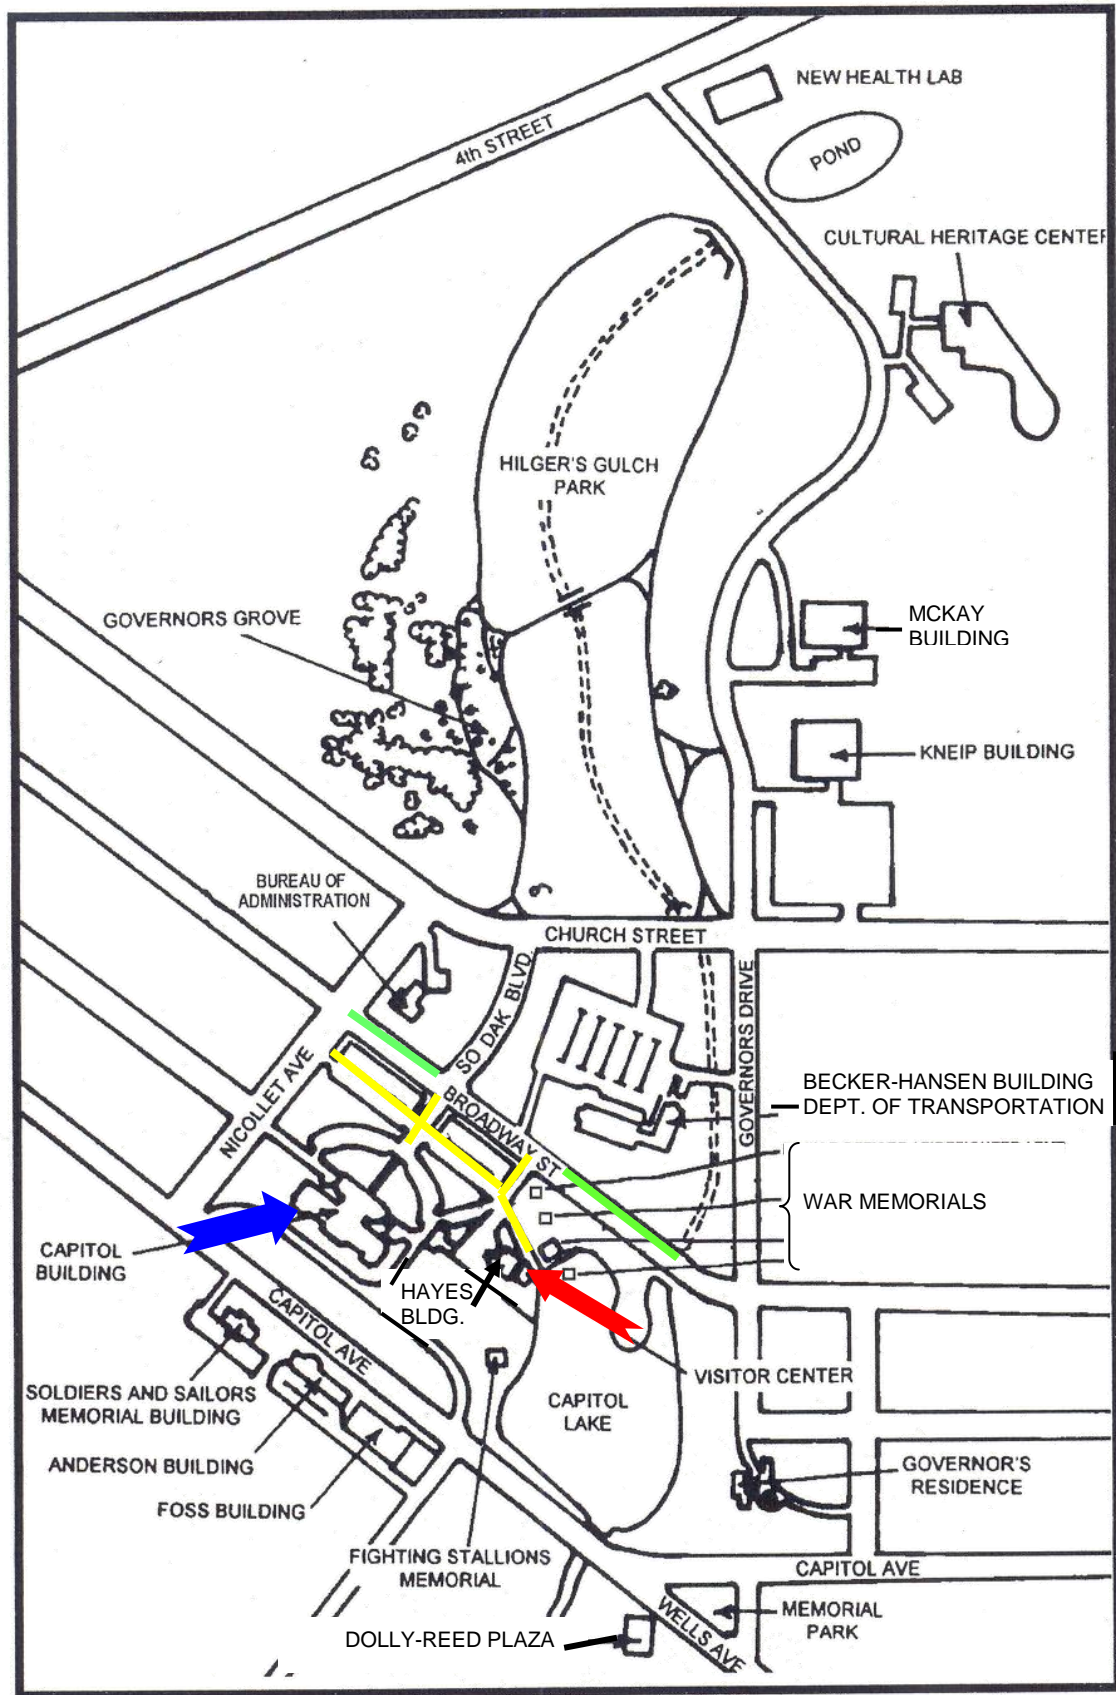 NEW HEALTH LAB
4th STREET
POND
CULTURAL HERITAGE CENTER
HILGER'S GULCH
PARK
GOVERNORS GROVE
MCKAY
BUILDING
KNEIP BUILDING
BUREAU OF
ADMINISTRATION
CHURCH STREET
SO DAK BLVD
GOVERNORS DRIVE
NICOLLET AVE
BROADWAY ST
BECKER-HANSEN BUILDING
DEPT. OF TRANSPORTATION
WAR MEMORIALS
CAPITOL
BUILDING
HAYES
BLDG.
CAPITOL AVE
VISITOR CENTER
SOLDIERS AND SAILORS
MEMORIAL BUILDING
CAPITOL
LAKE
ANDERSON BUILDING
GOVERNOR'S
RESIDENCE
FOSS BUILDING
FIGHTING STALLIONS
MEMORIAL
CAPITOL AVE
WELLS AVE
MEMORIAL
PARK
DOLLY-REED PLAZA